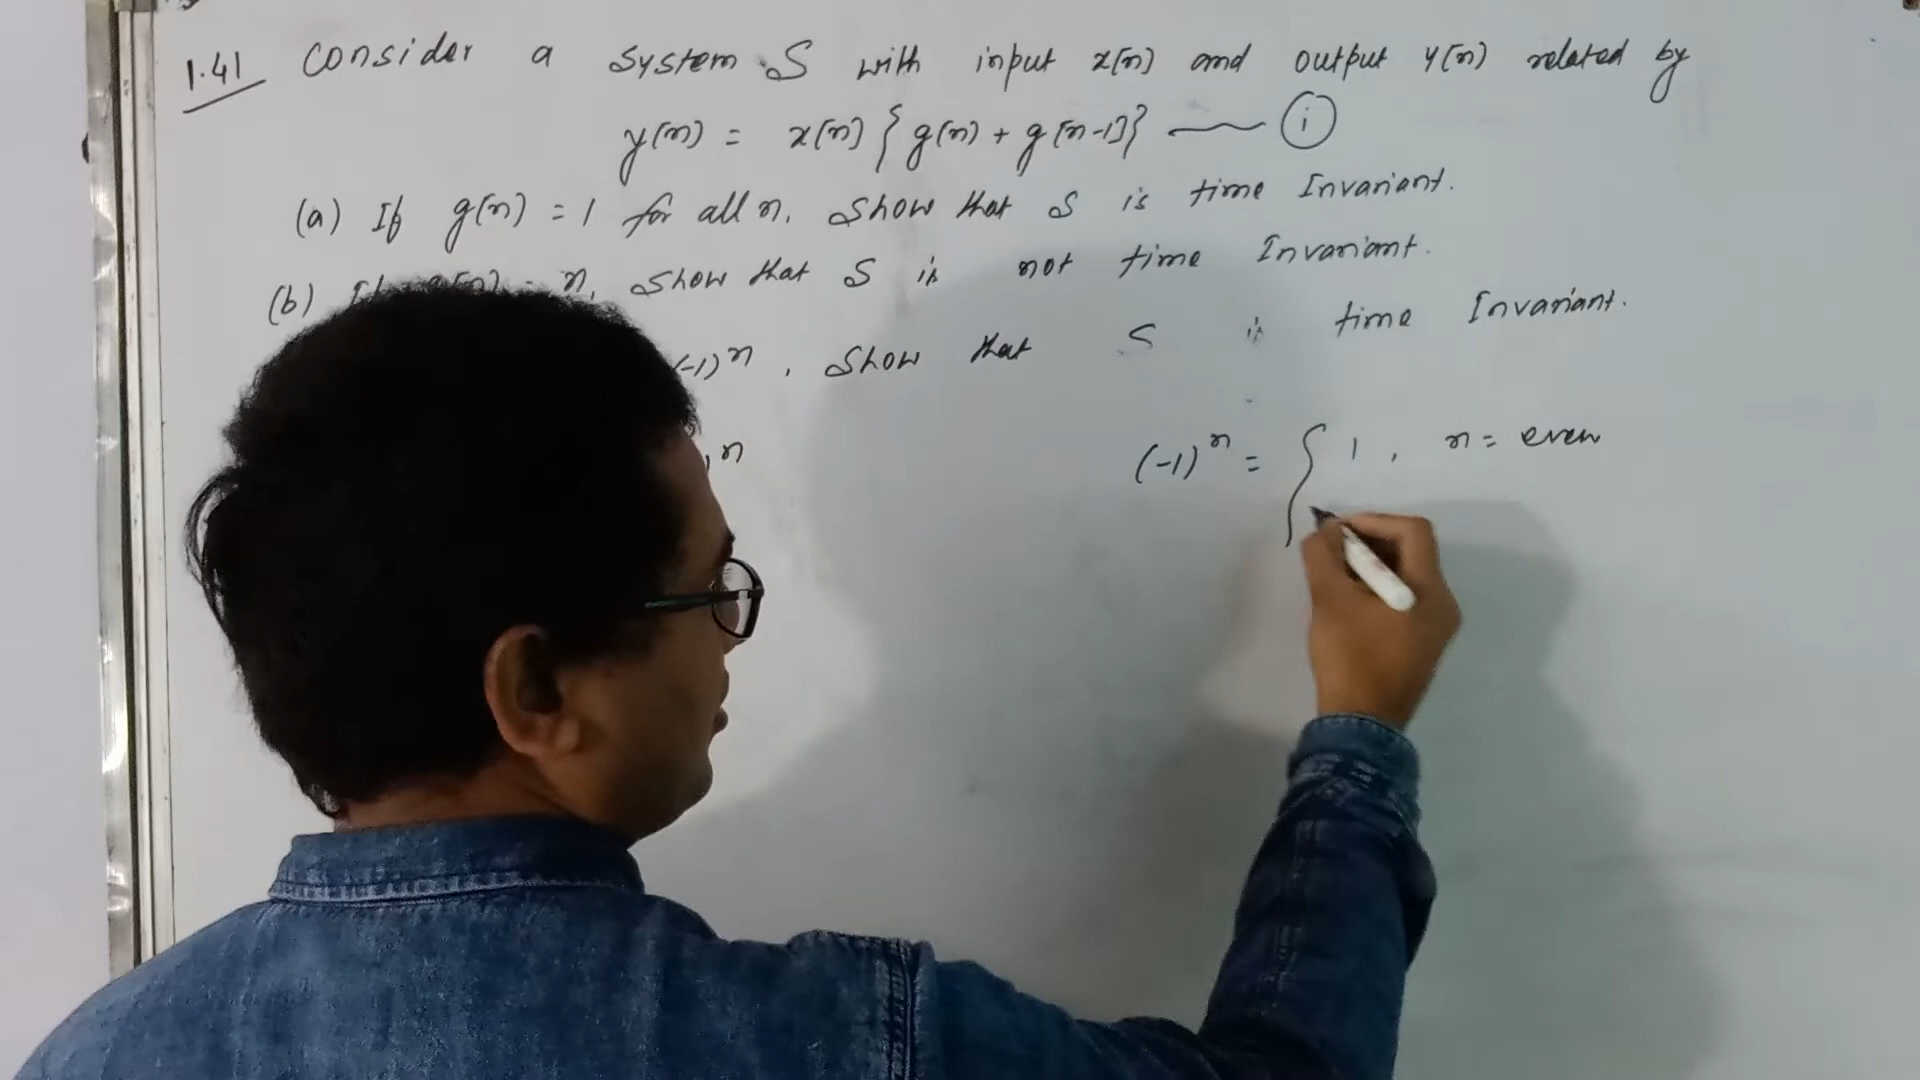 1.41 Consider a system S with input x[n] and output y[n] related by
y[n] = x[n] { g[n] + g[n-1] } — (i)
(a) If g[n] = 1 for all n. Show that S is time Invariant.
(b) n, Show that S is not time Invariant.
(-1)^n, Show that S is time Invariant.
n
(-1)^n = { 1, n = even